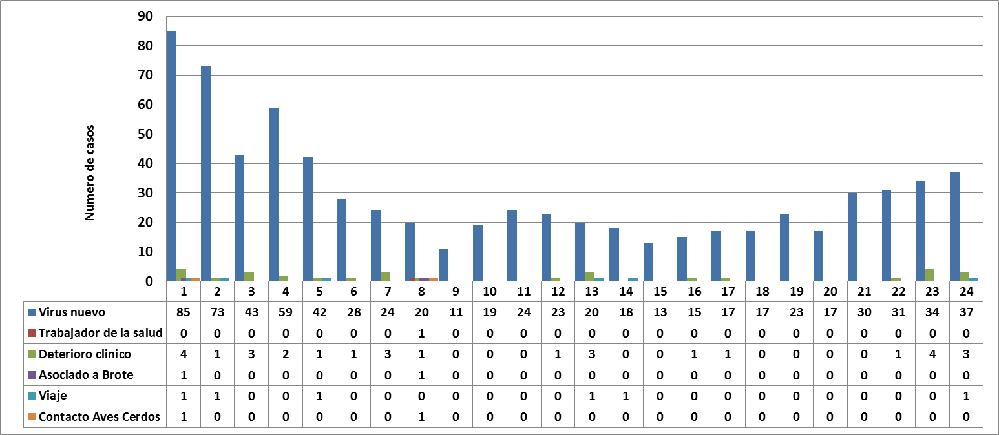 90
80
70
60
50
40
30
20
10
0
Numero de casos
1 2 3 4 5 6 7 8 9 10 11 12 13 14 15 16 17 18 19 20 21 22 23 24
Virus nuevo 85 73 43 59 42 28 24 20 11 19 24 23 20 18 13 15 17 17 23 17 30 31 34 37
Trabajador de la salud 0 0 0 0 0 0 0 1 0 0 0 0 0 0 0 0 0 0 0 0 0 0 0 0
Deterioro clinico 4 1 3 2 1 1 3 1 0 0 0 1 3 0 0 1 1 0 0 0 0 1 4 3
Asociado a Brote 1 0 0 0 0 0 0 1 0 0 0 0 0 0 0 0 0 0 0 0 0 0 0 0
Viaje 1 1 0 0 1 0 0 0 0 0 0 0 1 1 0 0 0 0 0 0 0 0 0 1
Contacto Aves Cerdos 1 0 0 0 0 0 0 1 0 0 0 0 0 0 0 0 0 0 0 0 0 0 0 0